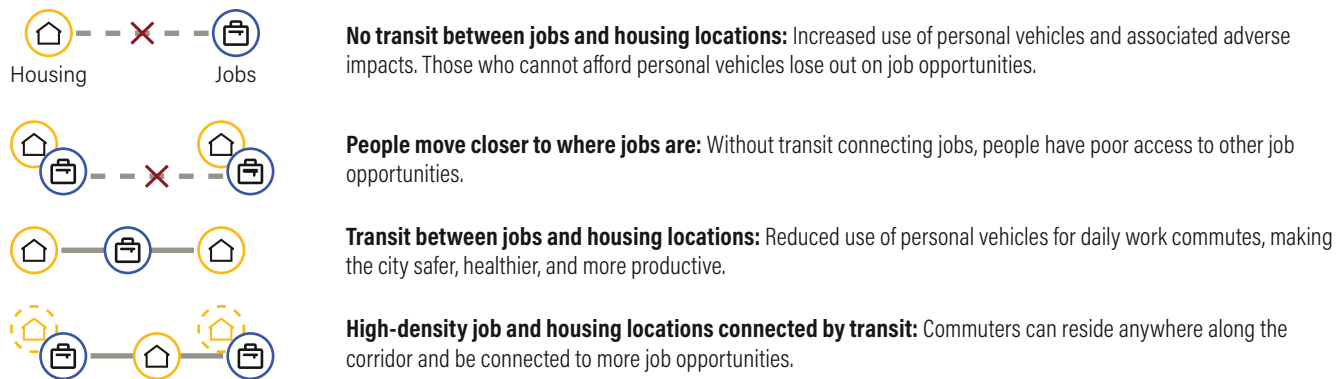 Housing
Jobs
No transit between jobs and housing locations: Increased use of personal vehicles and associated adverse
impacts. Those who cannot afford personal vehicles lose out on job opportunities.
People move closer to where jobs are: Without transit connecting jobs, people have poor access to other job
opportunities.
Transit between jobs and housing locations: Reduced use of personal vehicles for daily work commutes, making
the city safer, healthier, and more productive.
High-density job and housing locations connected by transit: Commuters can reside anywhere along the
corridor and be connected to more job opportunities.